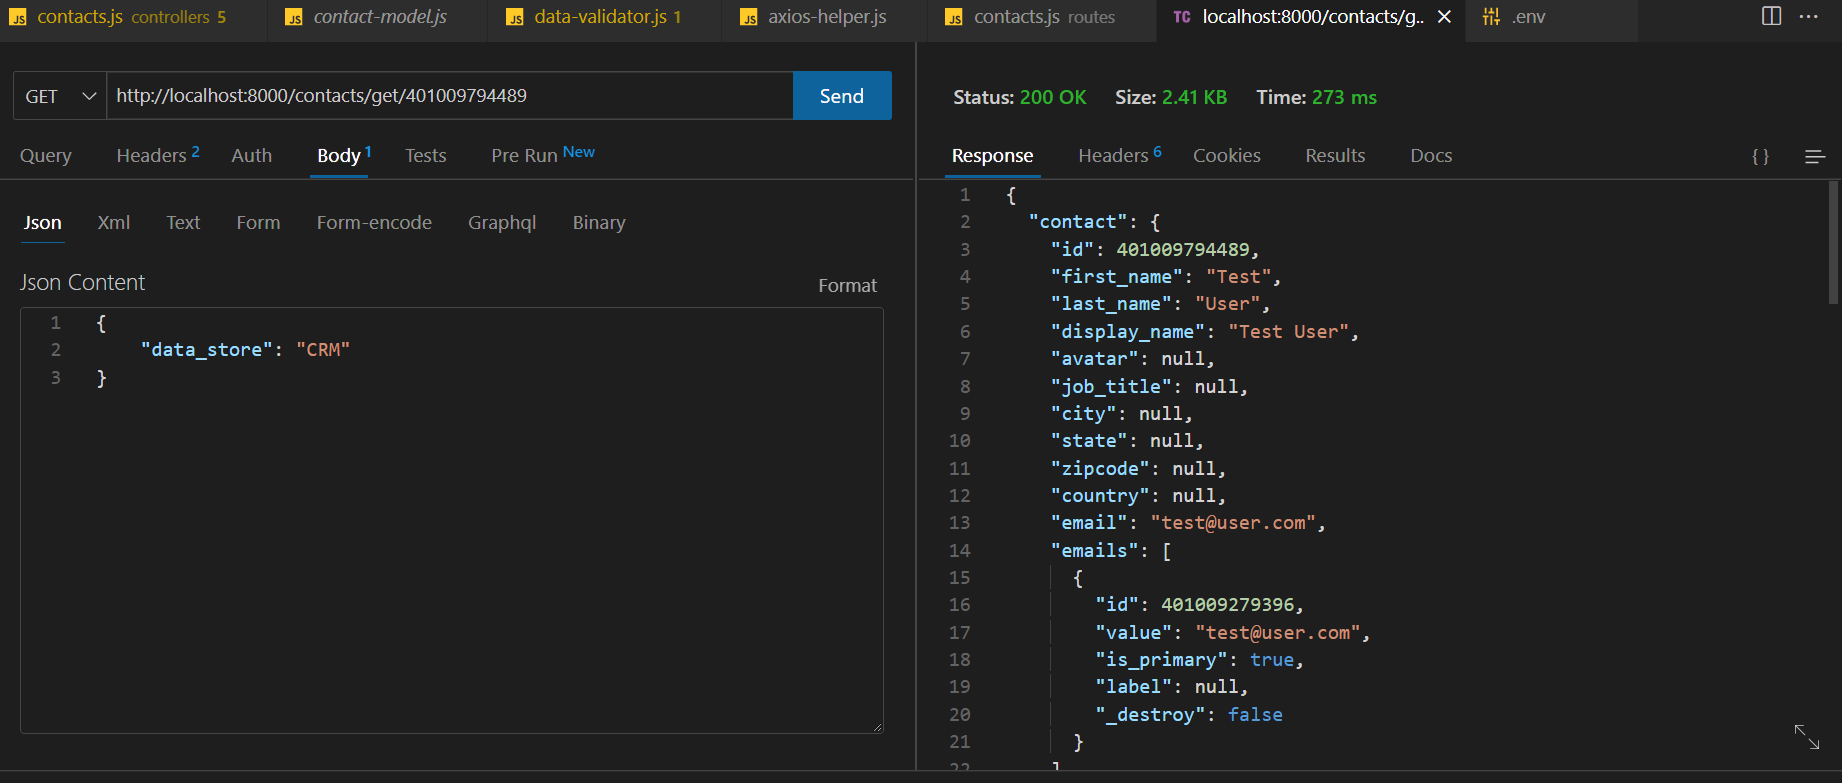 JS contacts.js controllers 5 JS contact-model.js JS data-validator.js 1 JS axios-helper.js JS contacts.js routes TC localhost:8000/contacts/g.. .env
GET http://localhost:8000/contacts/get/401009794489 Send
Query Headers 2 Auth Body 1 Tests Pre Run New
Json Xml Text Form Form-encode Graphql Binary
Json Content Format
1 {
2 "data_store": "CRM"
3 }
Status: 200 OK Size: 2.41 KB Time: 273 ms
Response Headers 6 Cookies Results Docs { }
1 {
2 "contact": {
3 "id": 401009794489,
4 "first_name": "Test",
5 "last_name": "User",
6 "display_name": "Test User",
7 "avatar": null,
8 "job_title": null,
9 "city": null,
10 "state": null,
11 "zipcode": null,
12 "country": null,
13 "email": "test@user.com",
14 "emails": [
15 {
16 "id": 401009279396,
17 "value": "test@user.com",
18 "is_primary": true,
19 "label": null,
20 "_destroy": false
21 }
22 ]